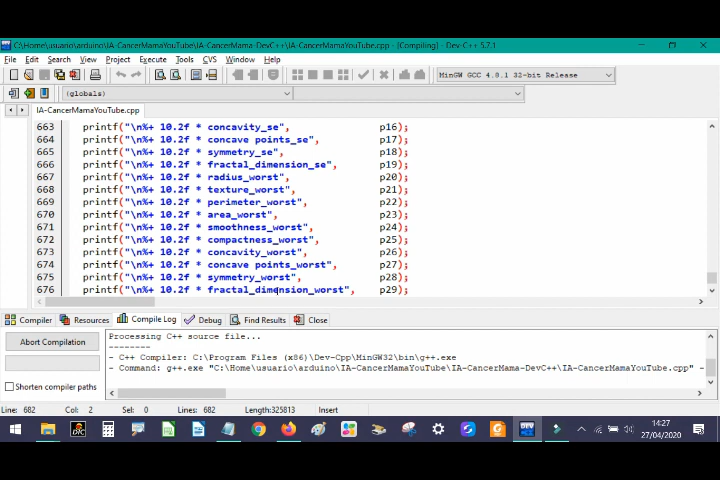 C:\Home\usuario\arduino\IA-CancerMamaYouTube\IA-CancerMama-DevC++\IA-CancerMamaYouTube.cpp - [Compiling] - Dev-C++ 5.7.1
File Edit Search View Project Execute Tools CVS Window Help
MinGW GCC 4.8.1 32-bit Release
(globals)
IA-CancerMamaYouTube.cpp
663 printf("\n%+ 10.2f * concavity_se", p16);
664 printf("\n%+ 10.2f * concave points_se", p17);
665 printf("\n%+ 10.2f * symmetry_se", p18);
666 printf("\n%+ 10.2f * fractal_dimension_se", p19);
667 printf("\n%+ 10.2f * radius_worst", p20);
668 printf("\n%+ 10.2f * texture_worst", p21);
669 printf("\n%+ 10.2f * perimeter_worst", p22);
670 printf("\n%+ 10.2f * area_worst", p23);
671 printf("\n%+ 10.2f * smoothness_worst", p24);
672 printf("\n%+ 10.2f * compactness_worst", p25);
673 printf("\n%+ 10.2f * concavity_worst", p26);
674 printf("\n%+ 10.2f * concave points_worst", p27);
675 printf("\n%+ 10.2f * symmetry_worst", p28);
676 printf("\n%+ 10.2f * fractal_dimension_worst", p29);
Compiler Resources Compile Log Debug Find Results Close
Abort Compilation
Shorten compiler paths
Processing C++ source file...
--------
- C++ Compiler: C:\Program Files (x86)\Dev-Cpp\MinGW32\bin\g++.exe
- Command: g++.exe "C:\Home\usuario\arduino\IA-CancerMamaYouTube\IA-CancerMama-DevC++\IA-CancerMamaYouTube.cpp" -
Line: 682 Col: 2 Sel: 0 Lines: 682 Length: 325813 Insert
14:27
27/04/2020